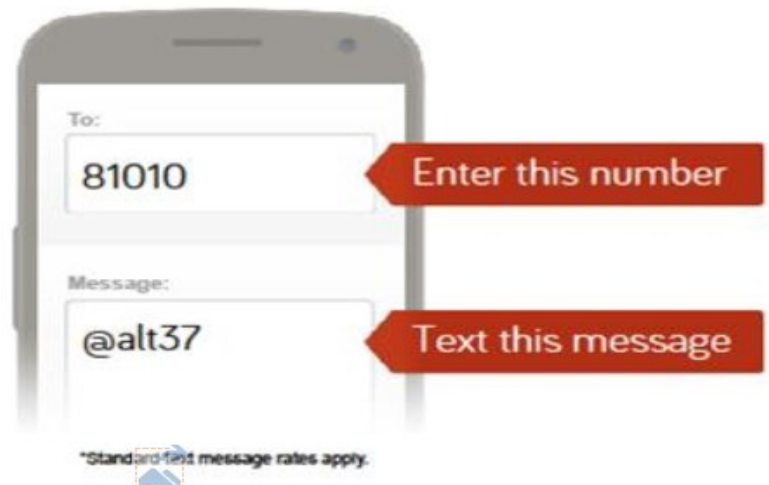 To:
81010
Enter this number
Message:
@alt37
Text this message
*Standard text message rates apply.